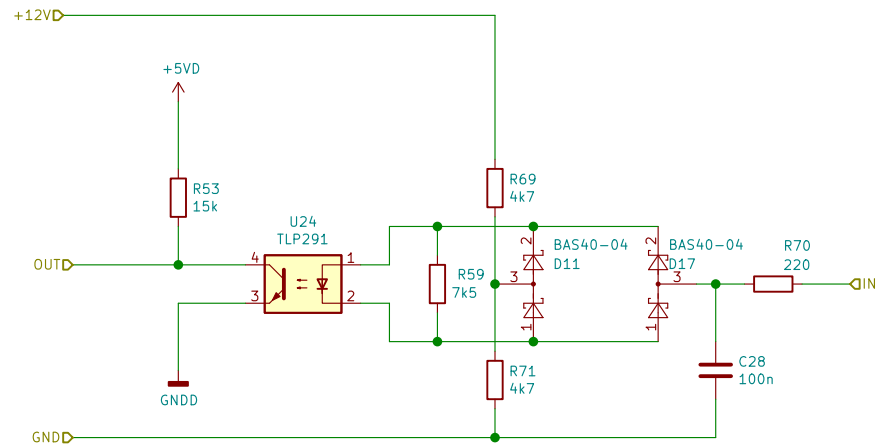 +12V
+5VD
R53
15k
U24
TLP291
OUT
4
3
1
2
GNDD
GND
R69
4k7
R59
7k5
R71
4k7
2
3
1
BAS40-04
D11
2
3
1
BAS40-04
D17
R70
220
IN
C28
100n